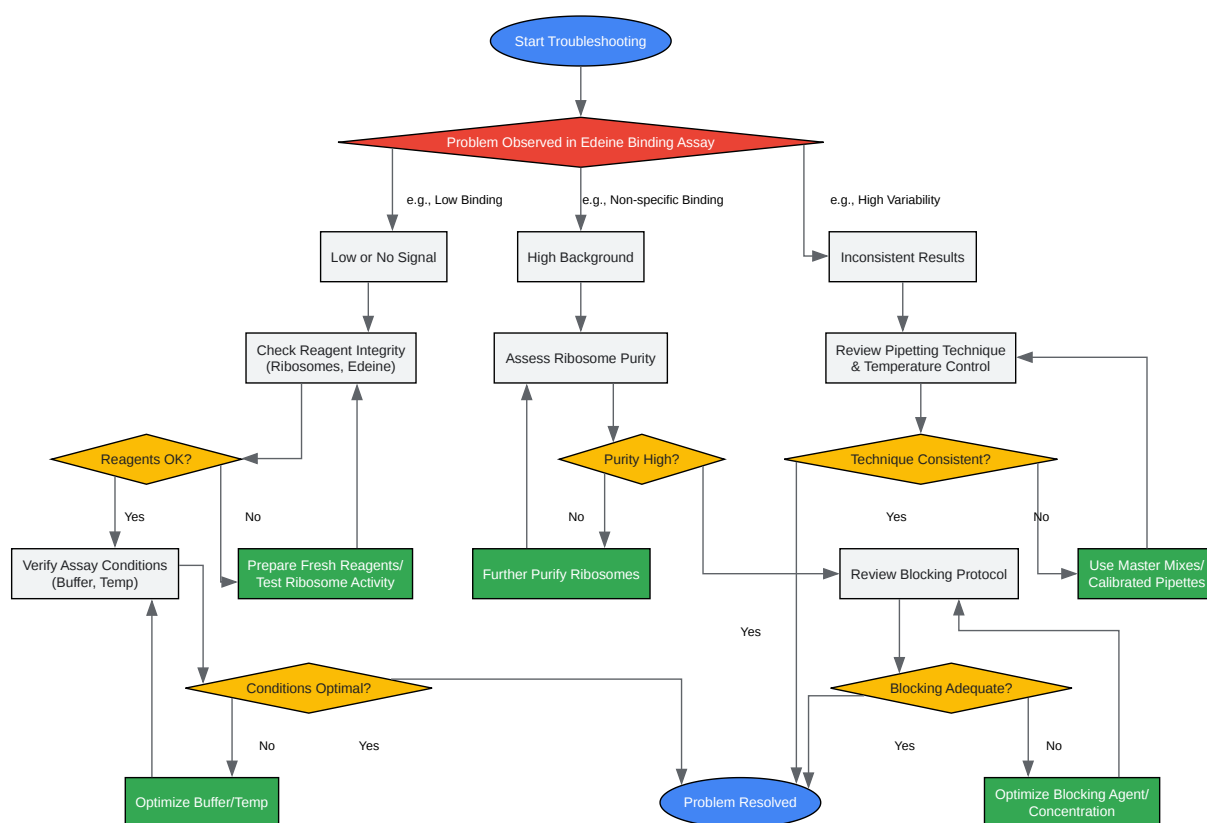 Start Troubleshooting
Problem Observed in Edeine Binding Assay
e.g., Low Binding
e.g., Non-specific Binding
e.g., High Variability
Low or No Signal
High Background
Inconsistent Results
Check Reagent Integrity
(Ribosomes, Edeine)
Assess Ribosome Purity
Review Pipetting Technique
& Temperature Control
Reagents OK?
Purity High?
Technique Consistent?
Yes
No
No
Yes
No
Verify Assay Conditions
(Buffer, Temp)
Prepare Fresh Reagents/
Test Ribosome Activity
Further Purify Ribosomes
Review Blocking Protocol
Use Master Mixes/
Calibrated Pipettes
Yes
Conditions Optimal?
Blocking Adequate?
No
Yes
Yes
No
Optimize Buffer/Temp
Problem Resolved
Optimize Blocking Agent/
Concentration